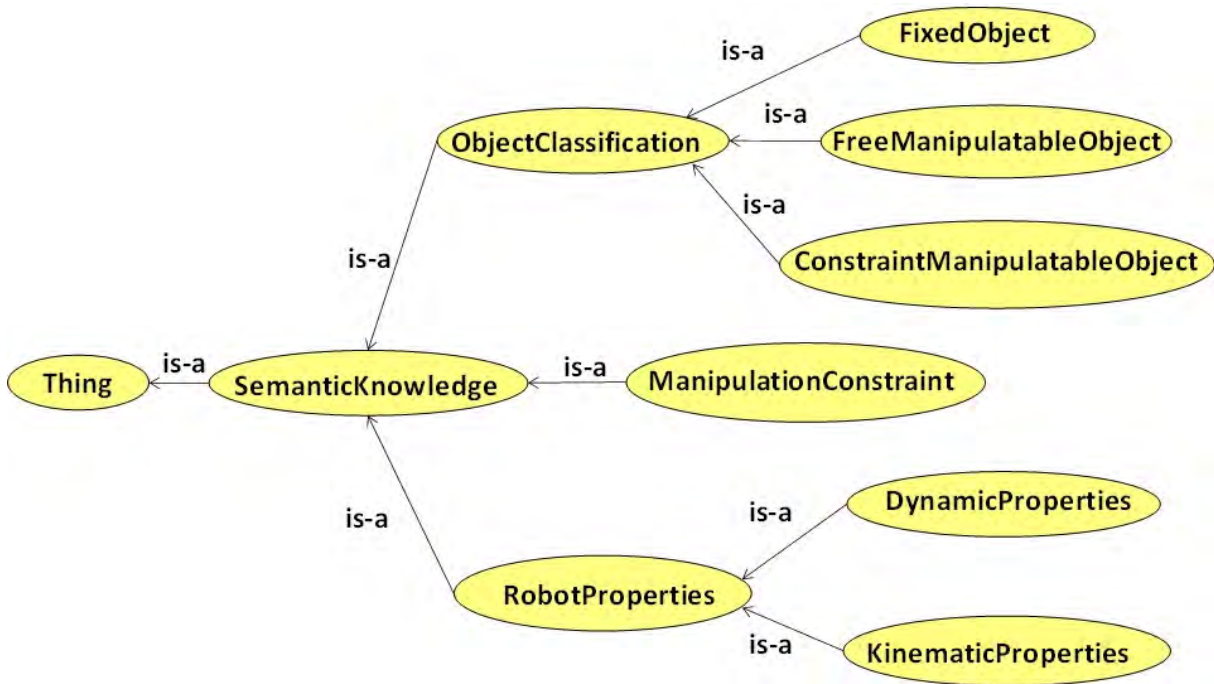 FixedObject
is-a
is-a
ObjectClassification
FreeManipulatableObject
is-a
ConstraintManipulatableObject
is-a
Thing
is-a
SemanticKnowledge
is-a
ManipulationConstraint
is-a
DynamicProperties
is-a
RobotProperties
is-a
KinematicProperties